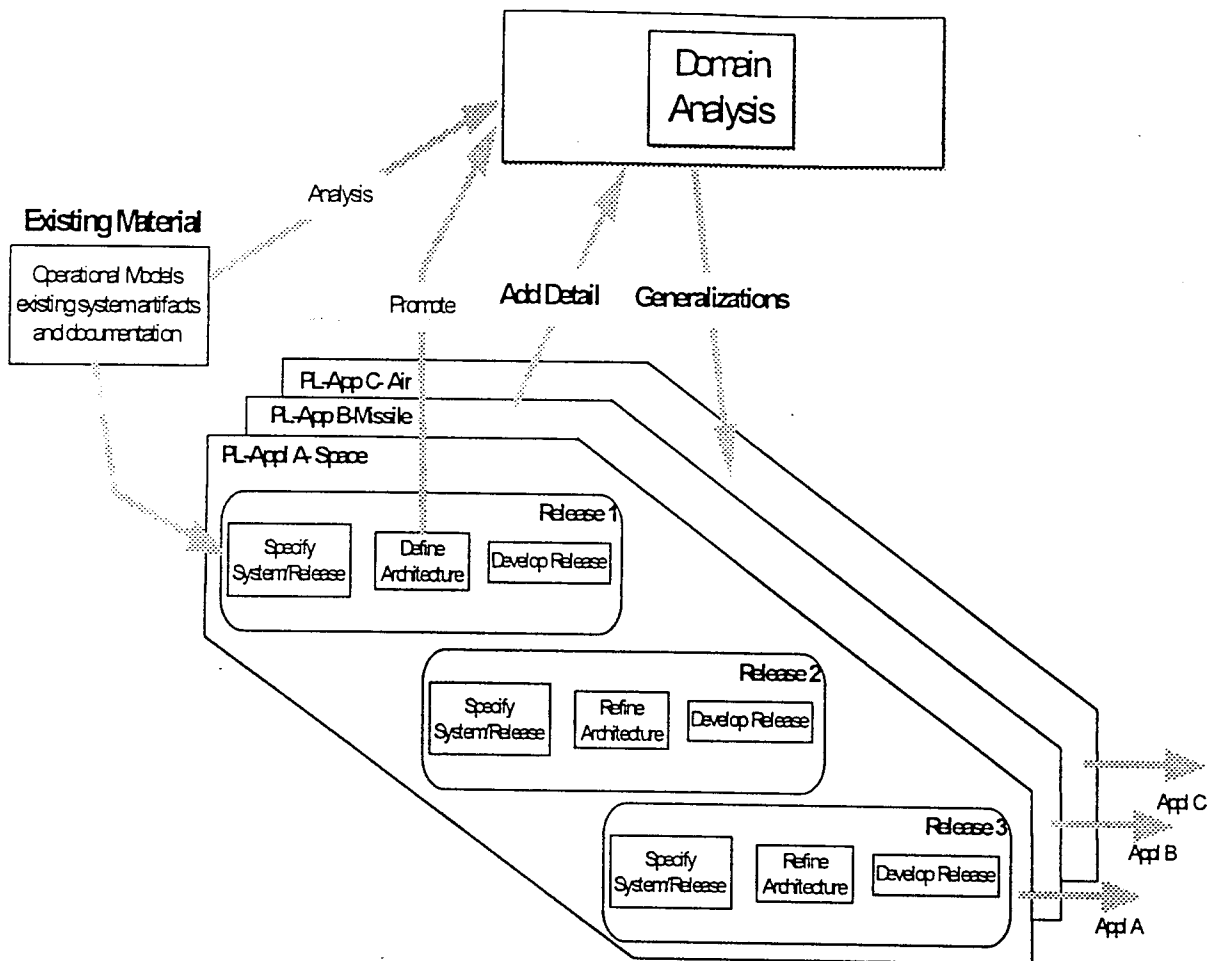 Domain
Analysis
Analysis
Existing Material
Operational Models
existing system artifacts
and documentation
Promote
Add Detail
Generalizations
PL-App C- Air
PL-App B-Missile
PL-Appl A- Space
Release 1
Specify
System/Release
Define
Architecture
Develop Release
Release 2
Specify
System/Release
Refine
Architecture
Develop Release
Release 3
Specify
System/Release
Refine
Architecture
Develop Release
Appl C
Appl B
Appl A